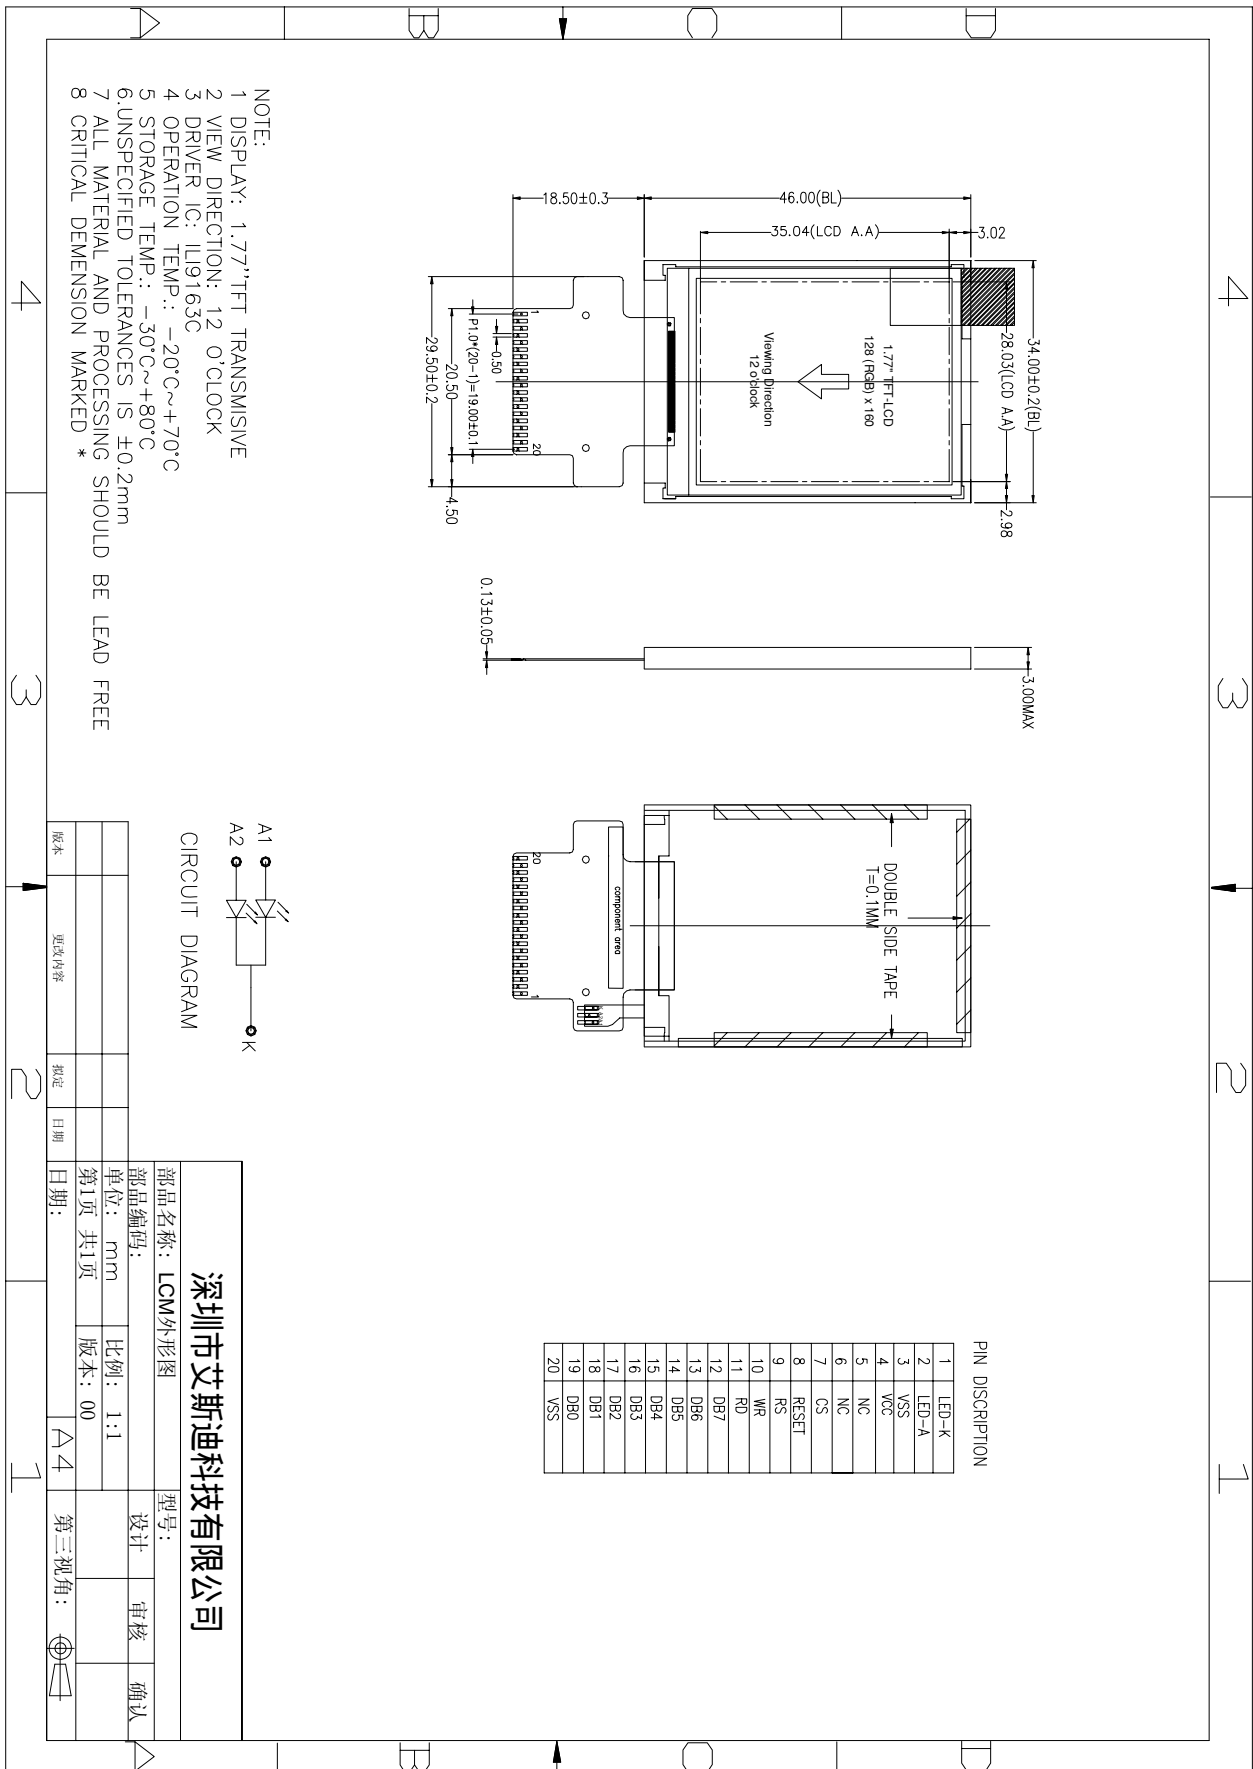 D
C
B
A
4
3
2
1
34.00±0.2(BL)
28.03(LCD A.A)
2.98
3.02
46.00(BL)
35.04(LCD A.A)
18.50±0.3
1.77" TFT-LCD
128 (RGB) x 160
Viewing Direction
12 o'clock
1
20
0.50
P1.0*(20-1)=19.00±0.1
20.50
4.50
29.50±0.2
3.00MAX
0.13±0.05
DOUBLE SIDE TAPE
T=0.1MM
component area
20
1
PIN DISCRIPTION
1 LED-K
2 LED-A
3 VSS
4 VCC
5 NC
6 NC
7 CS
8 RESET
9 RS
10 WR
11 RD
12 DB7
13 DB6
14 DB5
15 DB4
16 DB3
17 DB2
18 DB1
19 DB0
20 VSS
NOTE:
1 DISPLAY: 1.77''TFT TRANSMISIVE
2 VIEW DIRECTION: 12 O'CLOCK
3 DRIVER IC: ILI9163C
4 OPERATION TEMP.: -20°C~+70°C
5 STORAGE TEMP.: -30°C~+80°C
6.UNSPECIFIED TOLERANCES IS ±0.2mm
7 ALL MATERIAL AND PROCESSING SHOULD BE LEAD FREE
8 CRITICAL DEMENSION MARKED *
A1
A2
K
CIRCUIT DIAGRAM
深圳市艾斯迪科技有限公司
部品名称: LCM外形图
型号:
部品编码:
设计 审核 确认
单位: mm
比例: 1:1
第1页 共1页
版本: 00
日期:
A4
第三视角:
版本 更改内容 拟定 日期
4
3
2
1
D
C
B
A